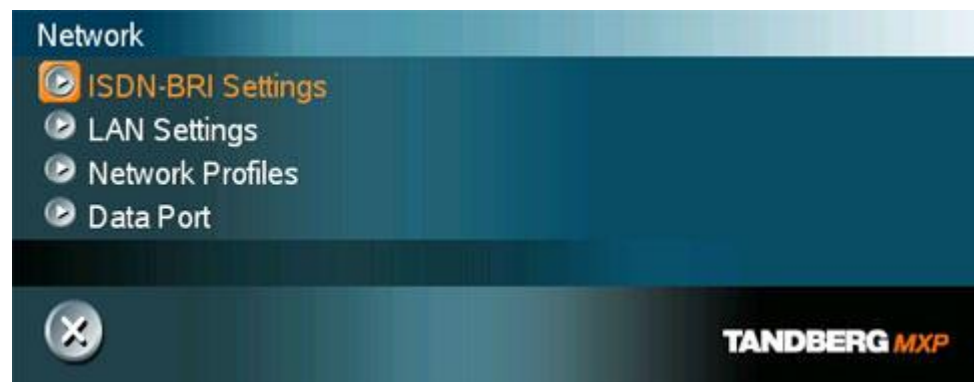 Network
ISDN-BRI Settings
LAN Settings
Network Profiles
Data Port
TANDBERG MXP